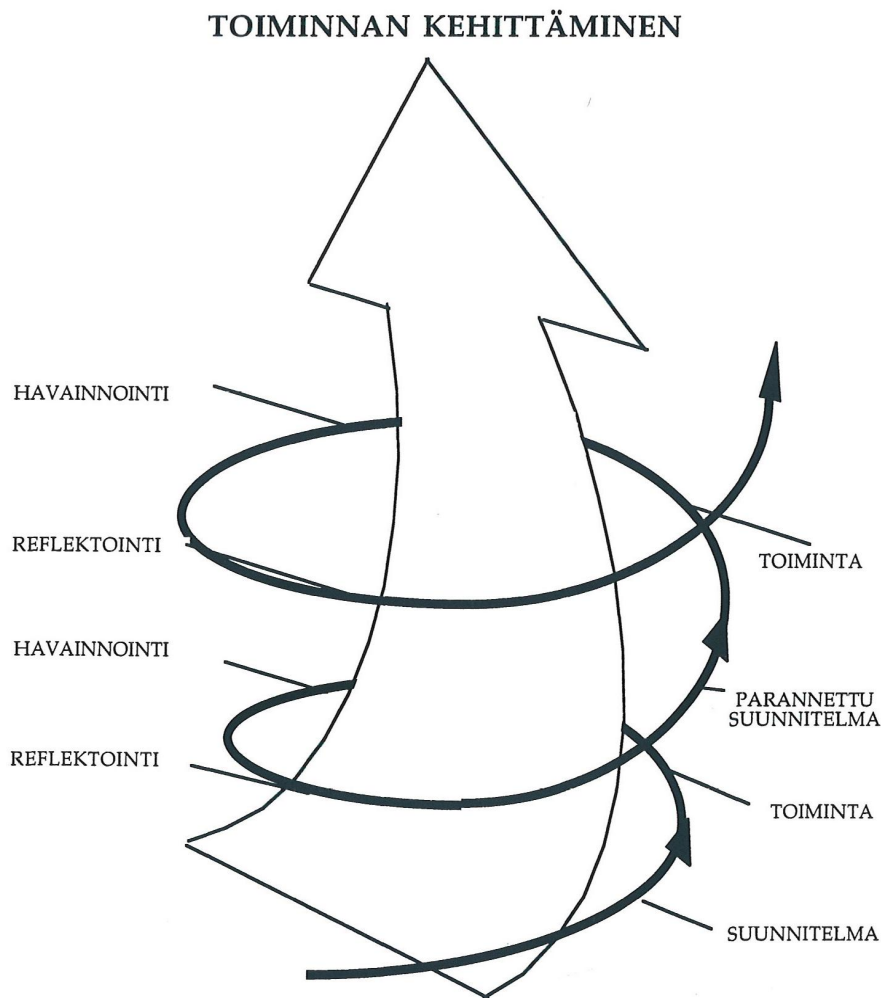 TOIMINNAN KEHITTÄMINEN
HAVAINNOINTI
REFLEKTOINTI
TOIMINTA
HAVAINNOINTI
PARANNETTU
SUUNNITELMA
REFLEKTOINTI
TOIMINTA
SUUNNITELMA